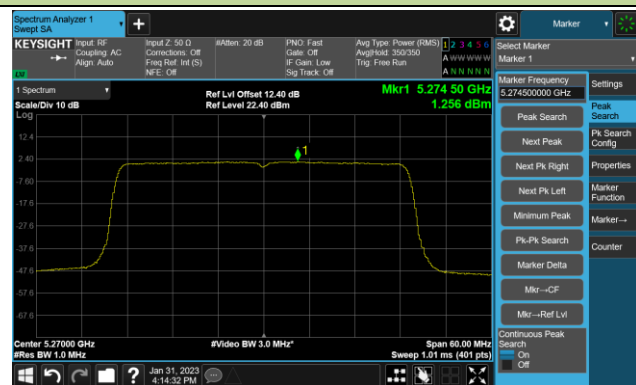 Spectrum Analyzer 1
Swept SA
Marker
KEYSIGHT
Input: RF
Coupling: AC
Align: Auto
Input Z: 50 Ω
Corrections: Off
Freq Ref: Int (S)
NFE: Off
#Atten: 20 dB
PNO: Fast
Gate: Off
IF Gain: Low
Sig Track: Off
Avg Type: Power (RMS)
Avg|Hold: 350/350
Trig: Free Run
1 2 3 4 5 6
A W W W W W
A N N N N N
LXI
Select Marker
Marker 1
1 Spectrum
Scale/Div 10 dB
Log
Ref Lvl Offset 12.40 dB
Ref Level 22.40 dBm
Mkr1 5.274 50 GHz
1.256 dBm
12.4
2.40
-7.60
-17.6
-27.6
-37.6
-47.6
-57.6
-67.6
1
Center 5.27000 GHz
#Res BW 1.0 MHz
#Video BW 3.0 MHz*
Span 60.00 MHz
Sweep 1.01 ms (401 pts)
Marker Frequency
5.274500000 GHz
Peak Search
Next Peak
Next Pk Right
Next Pk Left
Minimum Peak
Pk-Pk Search
Marker Delta
Mkr→CF
Mkr→Ref Lvl
Continuous Peak
Search
On
Off
Settings
Peak
Search
Pk Search
Config
Properties
Marker
Function
Marker→
Counter
Jan 31, 2023
4:14:32 PM